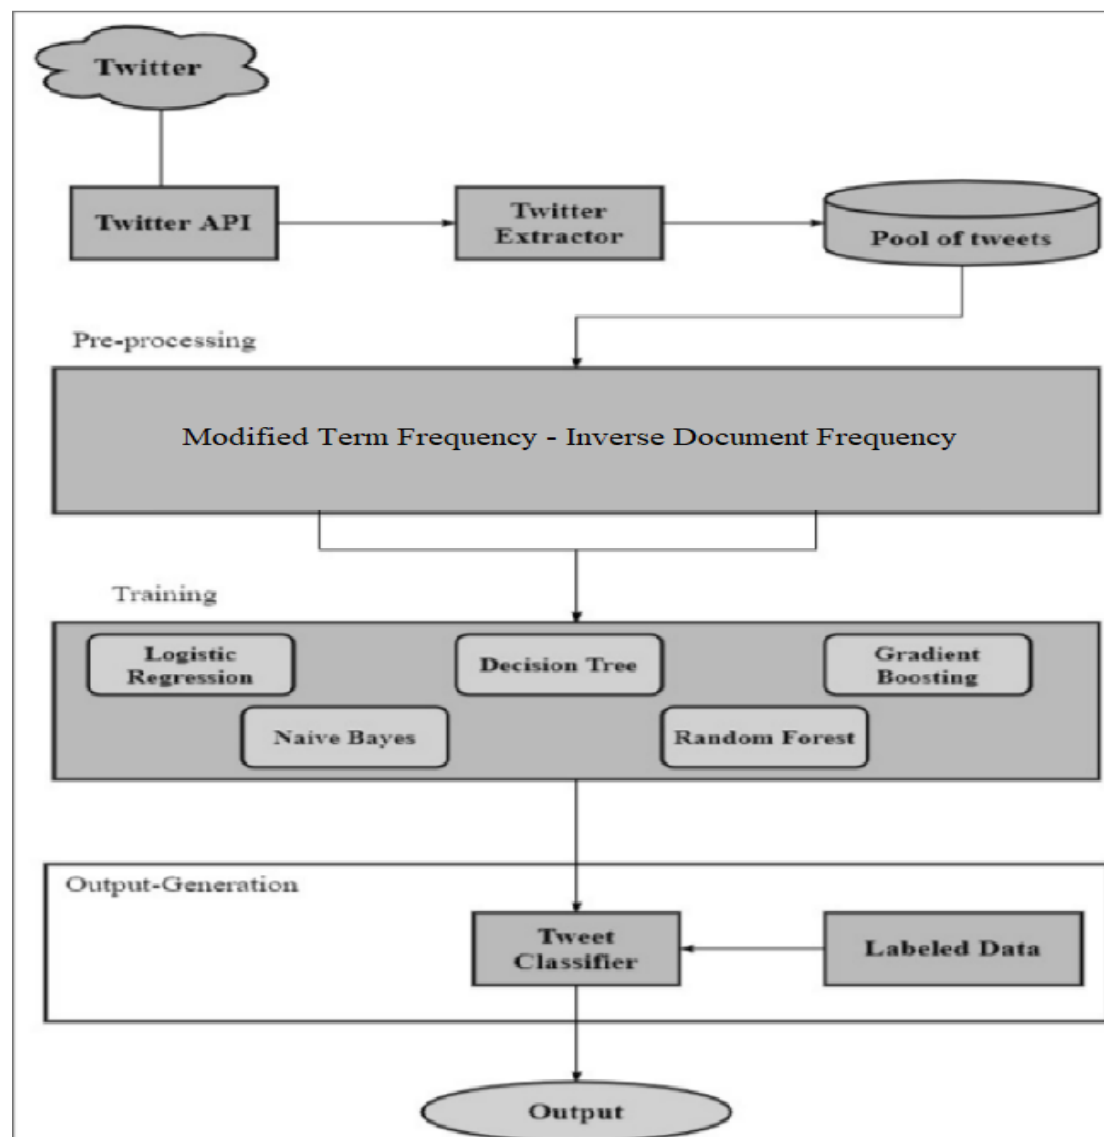 Twitter
Twitter API
Twitter
Extractor
Pool of tweets
Pre-processing
Modified Term Frequency - Inverse Document Frequency
Training
Logistic
Regression
Decision Tree
Gradient
Boosting
Naive Bayes
Random Forest
Output-Generation
Tweet
Classifier
Labeled Data
Output